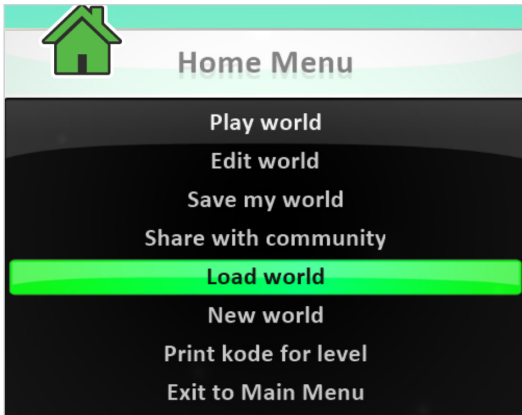 Home Menu
Play world
Edit world
Save my world
Share with community
Load world
New world
Print kode for level
Exit to Main Menu